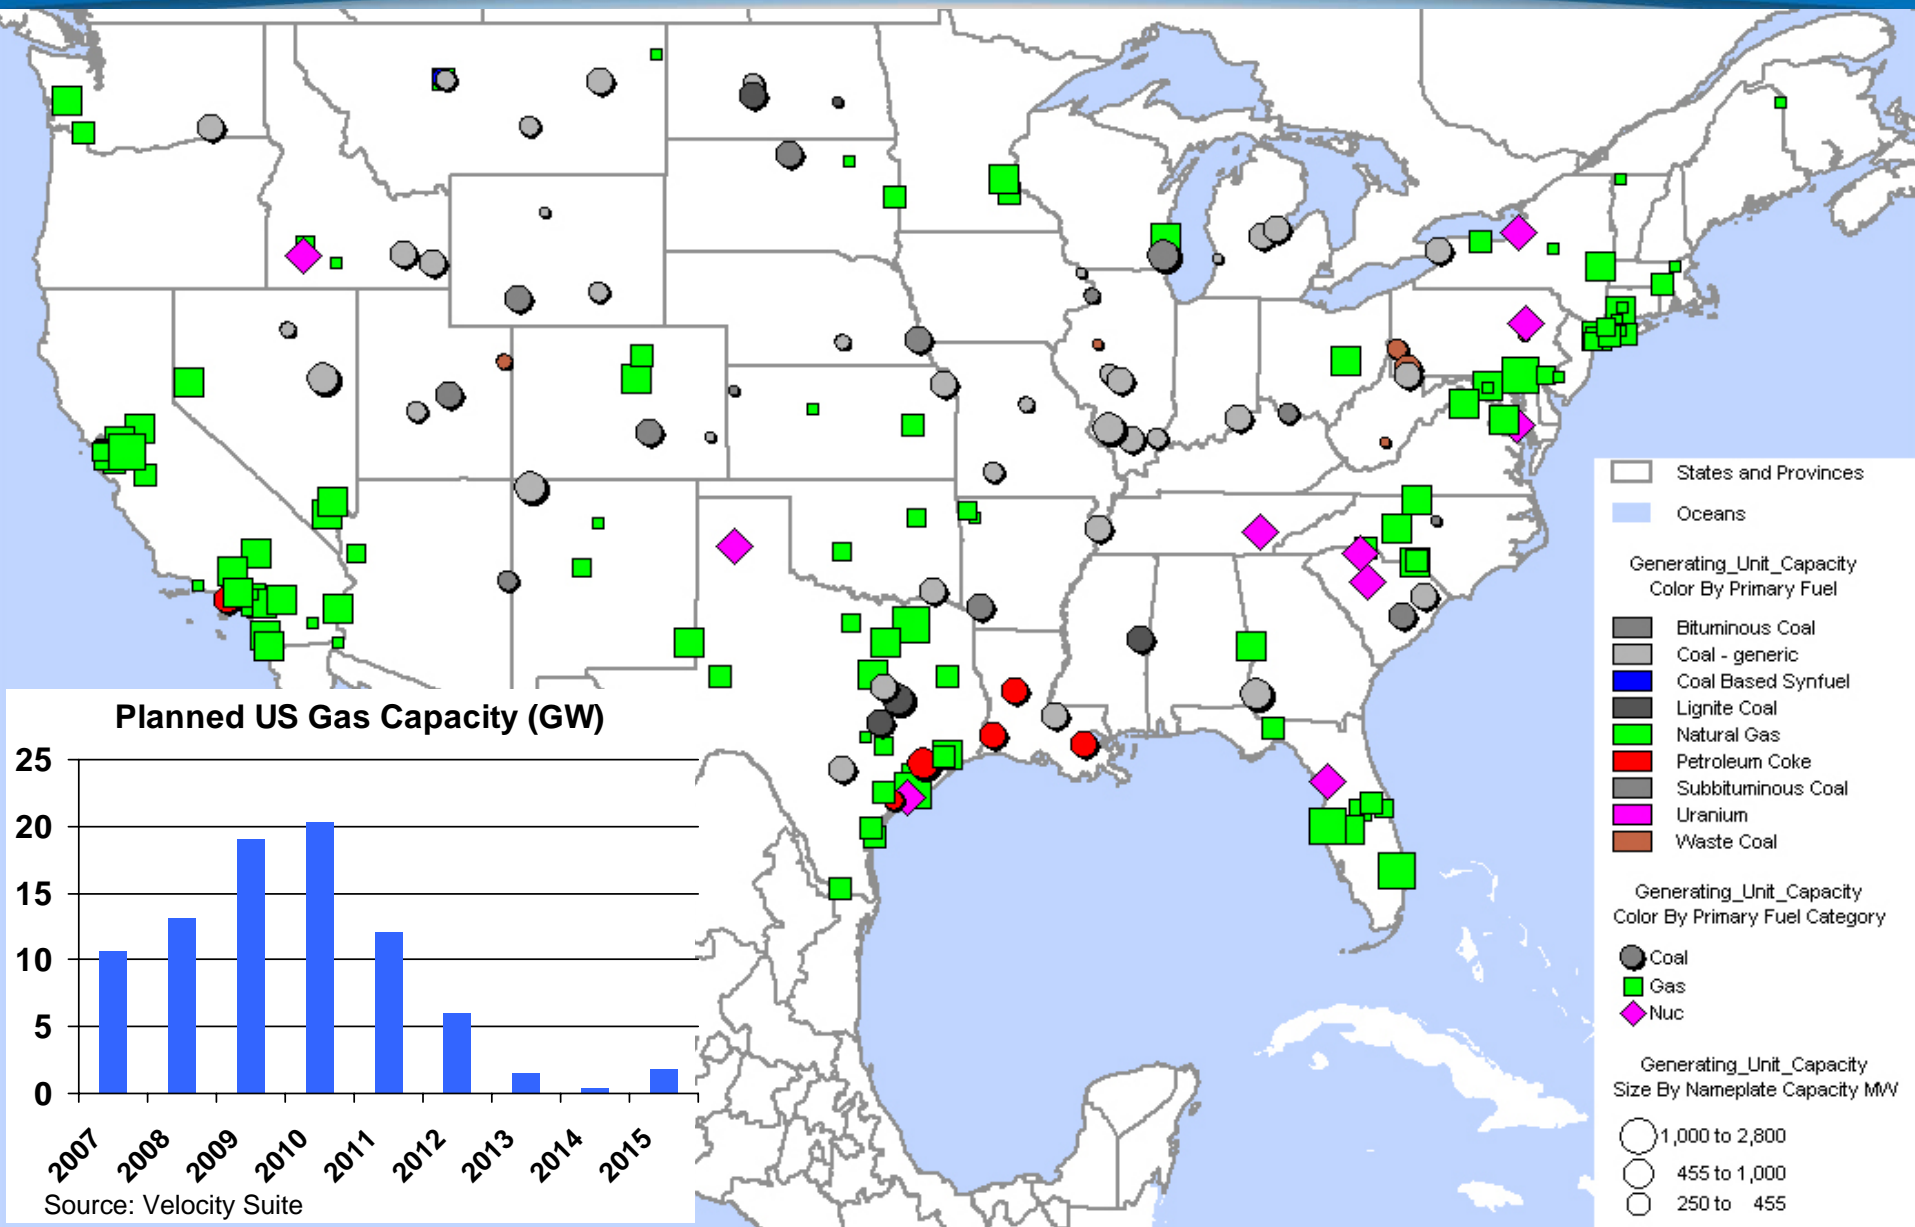 States and Provinces
Oceans
Generating_Unit_Capacity
Color By Primary Fuel
Bituminous Coal
Coal - generic
Coal Based Synfuel
Lignite Coal
Natural Gas
Petroleum Coke
Subbituminous Coal
Uranium
Waste Coal
Generating_Unit_Capacity
Color By Primary Fuel Category
Coal
Gas
Nuc
Generating_Unit_Capacity
Size By Nameplate Capacity MW
1,000 to 2,800
455 to 1,000
250 to 455
Planned US Gas Capacity (GW)
25
20
15
10
5
0
2007
2008
2009
2010
2011
2012
2013
2014
2015
Source: Velocity Suite